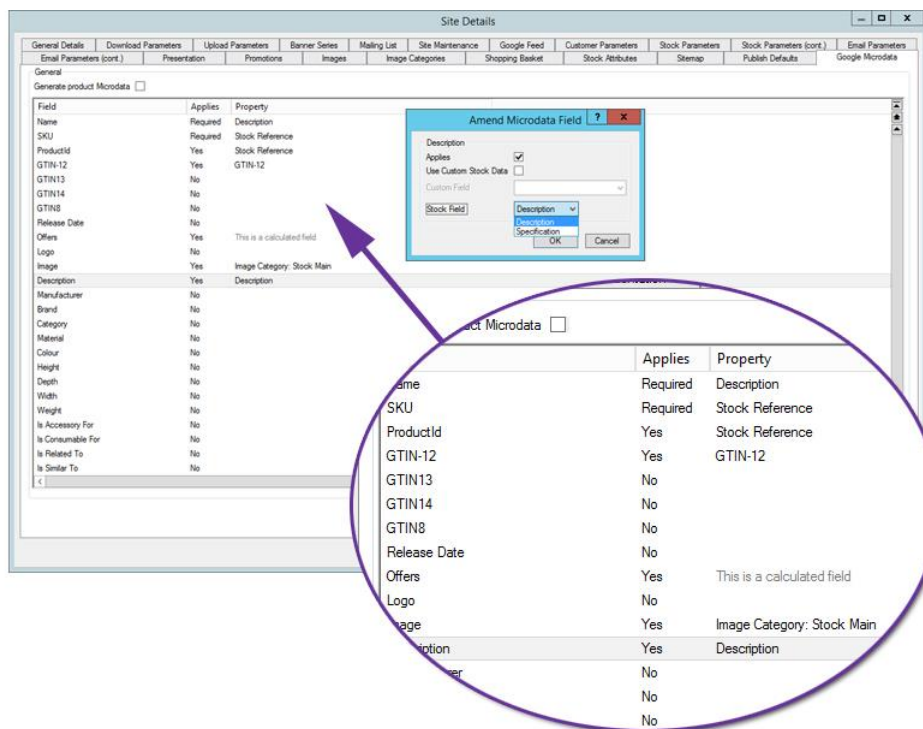 Site Details
General Details Download Parameters Upload Parameters Banner Series Mailing List Site Maintenance Google Feed Customer Parameters Stock Parameters Stock Parameters (cont.) Email Parameters
Email Parameters (cont.) Presentation Promotions Images Image Categories Shopping Basket Stock Attributes Sitemap Publish Defaults Google Microdata
General
Generate product Microdata
Field Applies Property
Name Required Description
SKU Required Stock Reference
ProductId Yes Stock Reference
GTIN-12 Yes GTIN-12
GTIN13 No
GTIN14 No
GTIN8 No
Release Date No
Offers Yes This is a calculated field
Logo No
Image Yes Image Category: Stock Main
Description Yes Description
Manufacturer No
Brand No
Category No
Material No
Colour No
Height No
Depth No
Width No
Weight No
Is Accessory For No
Is Consumable For No
Is Related To No
Is Similar To No
Amend Microdata Field ? x
Description
Applies
Use Custom Stock Data
Custom Field
Stock Field Description
Description
Specification
OK Cancel
ct Microdata
Applies Property
ame Required Description
SKU Required Stock Reference
ProductId Yes Stock Reference
GTIN-12 Yes GTIN-12
GTIN13 No
GTIN14 No
GTIN8 No
Release Date No
Offers Yes This is a calculated field
Logo No
age Yes Image Category: Stock Main
iption Yes Description
rer No
No
No